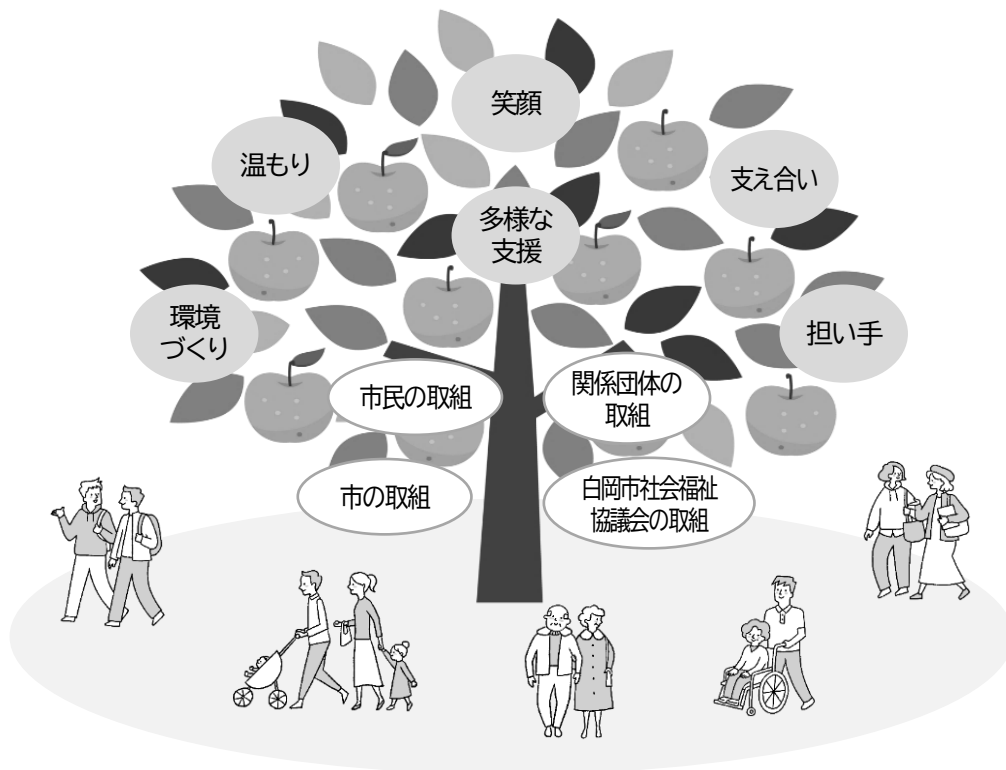 笑顔
温もり
支え合い
多様な
支援
環境
づくり
担い手
市民の取組
関係団体の
取組
市の取組
白岡市社会福祉
協議会の取組